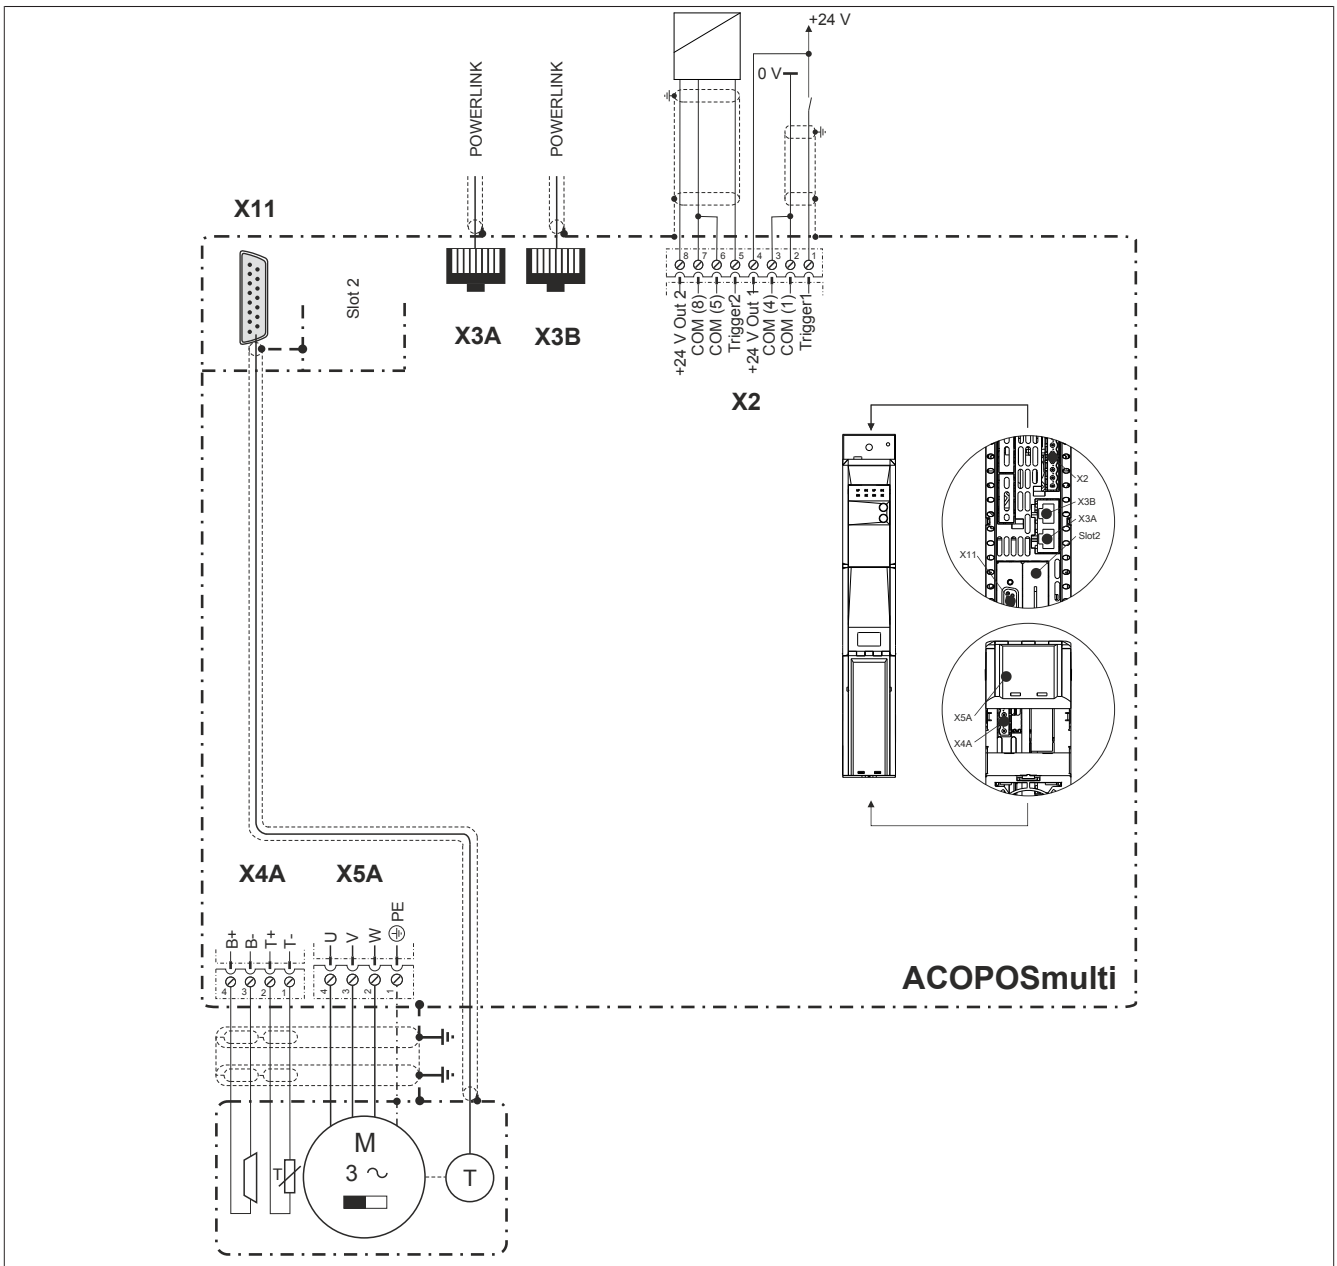 +24 V
0 V
POWERLINK
POWERLINK
X11
Slot 2
X3A
X3B
8
7
6
5
4
3
2
1
+24 V Out 2
COM (8)
COM (5)
Trigger2
+24 V Out 1
COM (4)
COM (1)
Trigger1
X2
X2
X3B
X3A
Slot2
X11
X5A
X4A
X4A
X5A
B+
B-
T+
T-
U
V
W
PE
4
3
2
1
4
3
2
1
ACOPOSmulti
M
3 ~
T
T